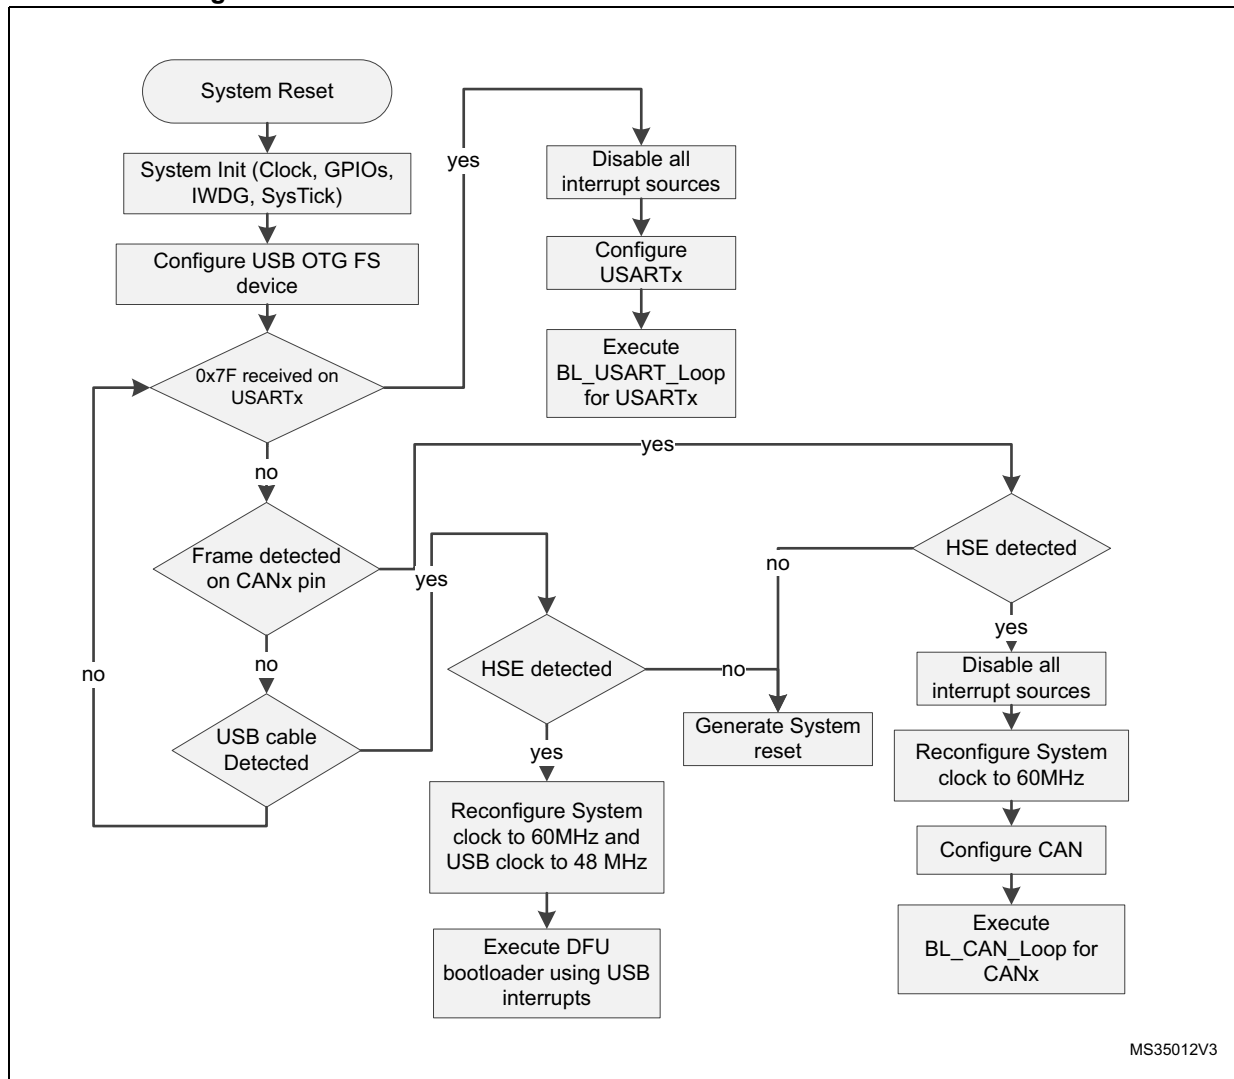 System Reset
System Init (Clock, GPIOs,
IWDG, SysTick)
Configure USB OTG FS
device
0x7F received on
USARTx
yes
Disable all
interrupt sources
Configure
USARTx
Execute
BL_USART_Loop
for USARTx
no
Frame detected
on CANx pin
yes
HSE detected
no
yes
Disable all
interrupt sources
Reconfigure System
clock to 60MHz
Configure CAN
Execute
BL_CAN_Loop for
CANx
no
USB cable
Detected
no
yes
HSE detected
no
Generate System
reset
yes
Reconfigure System
clock to 60MHz and
USB clock to 48 MHz
Execute DFU
bootloader using USB
interrupts
MS35012V3